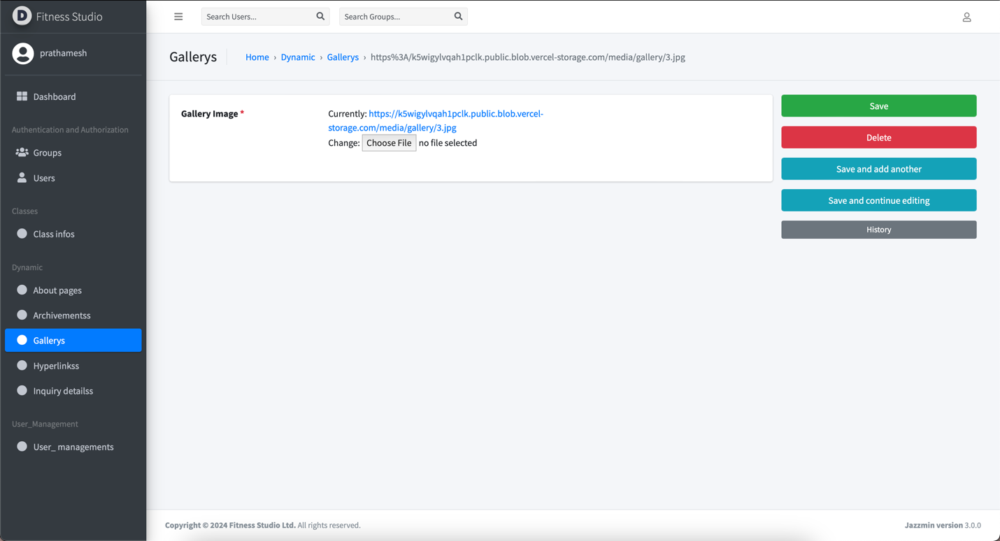 D Fitness Studio
Search Users...
Search Groups...
prathamesh
Gallerys
Home › Dynamic › Gallerys › https%3A/k5wigylvqah1pclk.public.blob.vercel-storage.com/media/gallery/3.jpg
Dashboard
Authentication and Authorization
Groups
Users
Classes
Class infos
Dynamic
About pages
Archivementss
Gallerys
Hyperlinkss
Inquiry detailss
User_Management
User_ managements
Gallery Image *
Currently: https://k5wigylvqah1pclk.public.blob.vercel-
storage.com/media/gallery/3.jpg
Change: Choose File no file selected
Save
Delete
Save and add another
Save and continue editing
History
Copyright © 2024 Fitness Studio Ltd. All rights reserved.
Jazzmin version 3.0.0